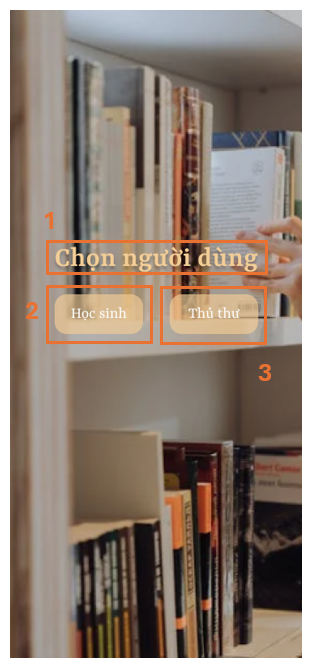 1
Chọn người dùng
2
Học sinh
Thủ thư
3